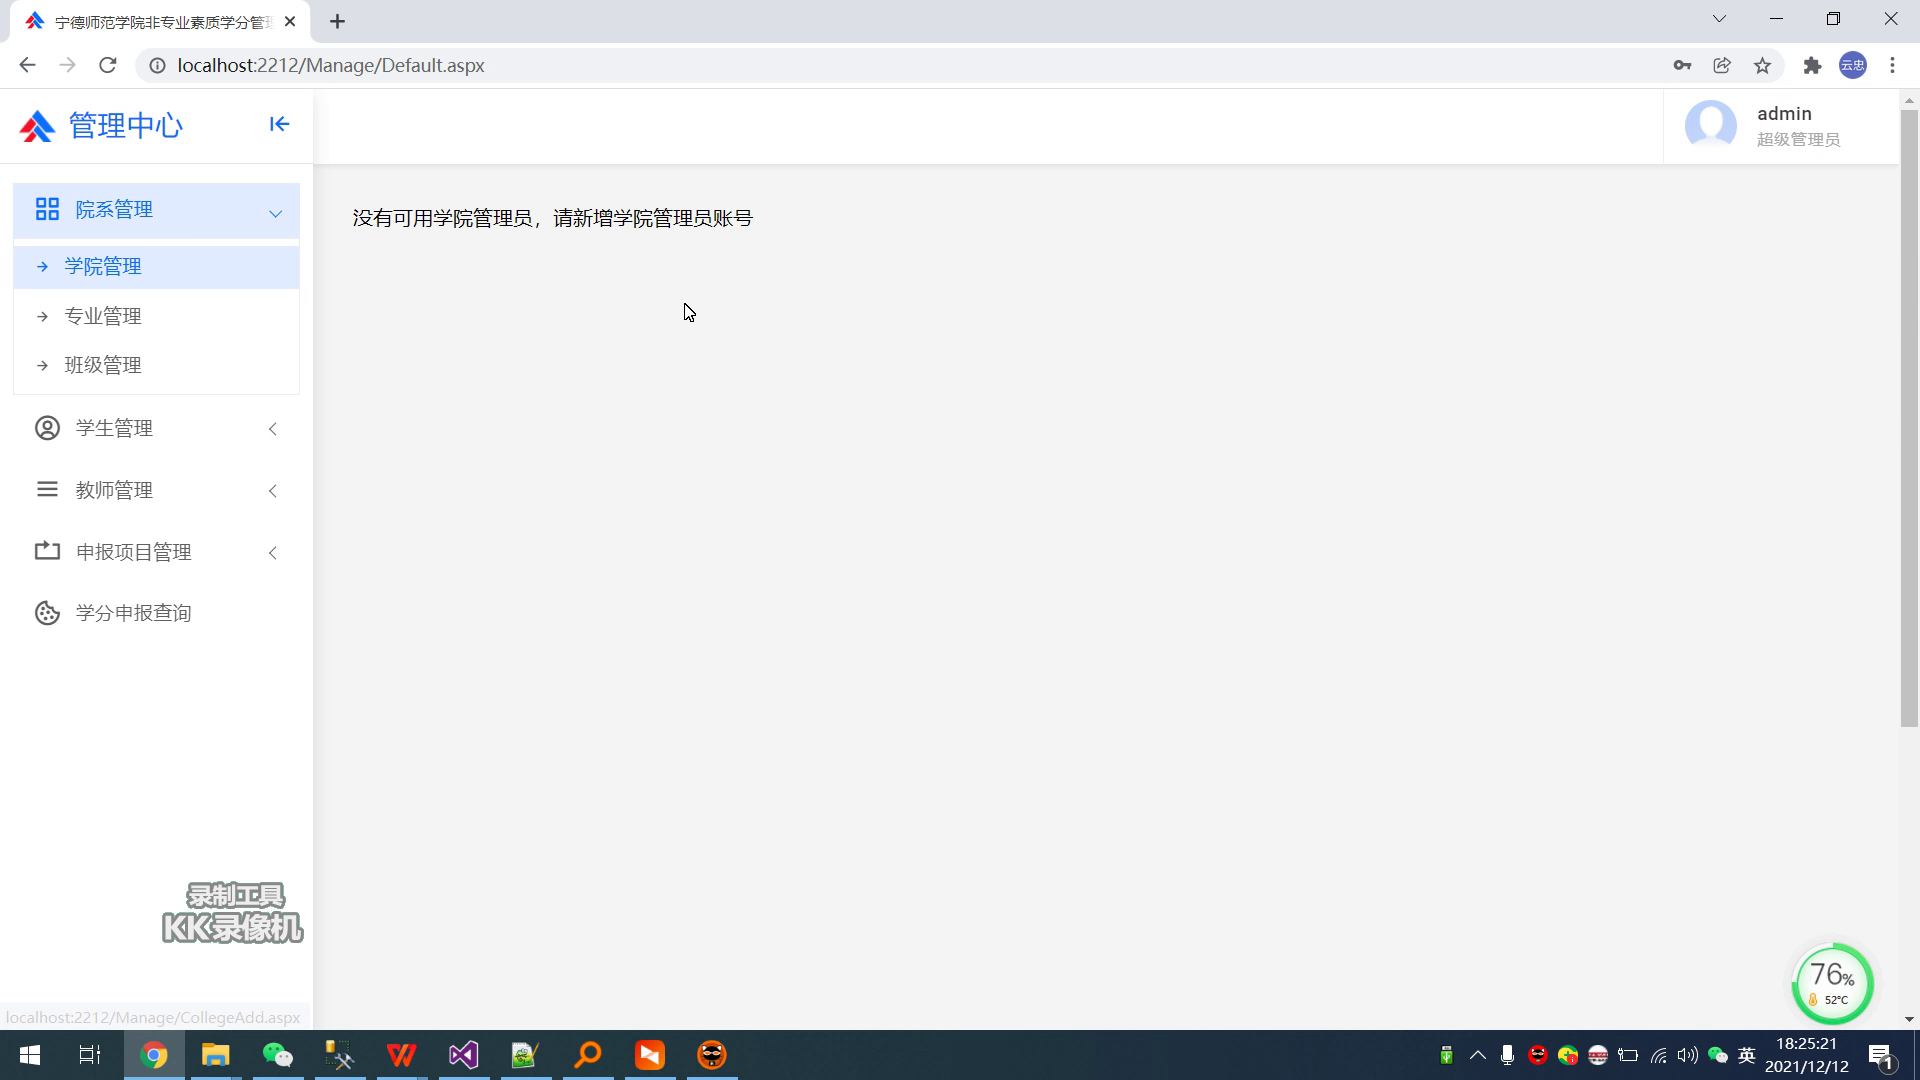 宁德师范学院非专业素质学分管理
localhost:2212/Manage/Default.aspx
云忠
管理中心
admin
超级管理员
院系管理
没有可用学院管理员，请新增学院管理员账号
学院管理
专业管理
班级管理
学生管理
教师管理
申报项目管理
学分申报查询
录制工具
KK录像机
76%
52°C
localhost:2212/Manage/CollegeAdd.aspx
英
18:25:21
2021/12/12
1